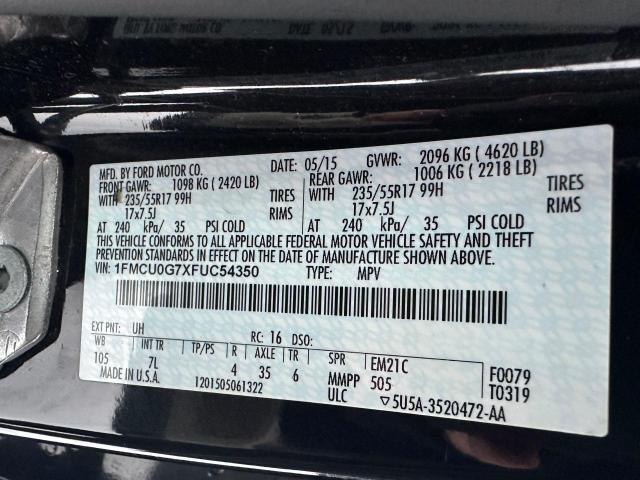 MFD. BY FORD MOTOR CO. DATE: 05/15 GVWR: 2096 KG ( 4620 LB)
FRONT GAWR: 1098 KG ( 2420 LB) REAR GAWR: 1006 KG ( 2218 LB)
WITH 235/55R17 99H TIRES WITH 235/55R17 99H TIRES
17x7.5J RIMS 17x7.5J RIMS
AT 240 kPa/ 35 PSI COLD AT 240 kPa/ 35 PSI COLD
THIS VEHICLE CONFORMS TO ALL APPLICABLE FEDERAL MOTOR VEHICLE SAFETY AND THEFT
PREVENTION STANDARDS IN EFFECT ON THE DATE OF MANUFACTURE SHOWN ABOVE.
VIN: 1FMCU0G7XFUC54350 TYPE: MPV
EXT PNT: UH RC: 16 DSO:
WB INT TR TP/PS R AXLE TR SPR EM21C F0079
105 7L 4 35 6 MMPP 505 T0319
MADE IN U.S.A. 1201505061322 ULC ▽5U5A-3520472-AA